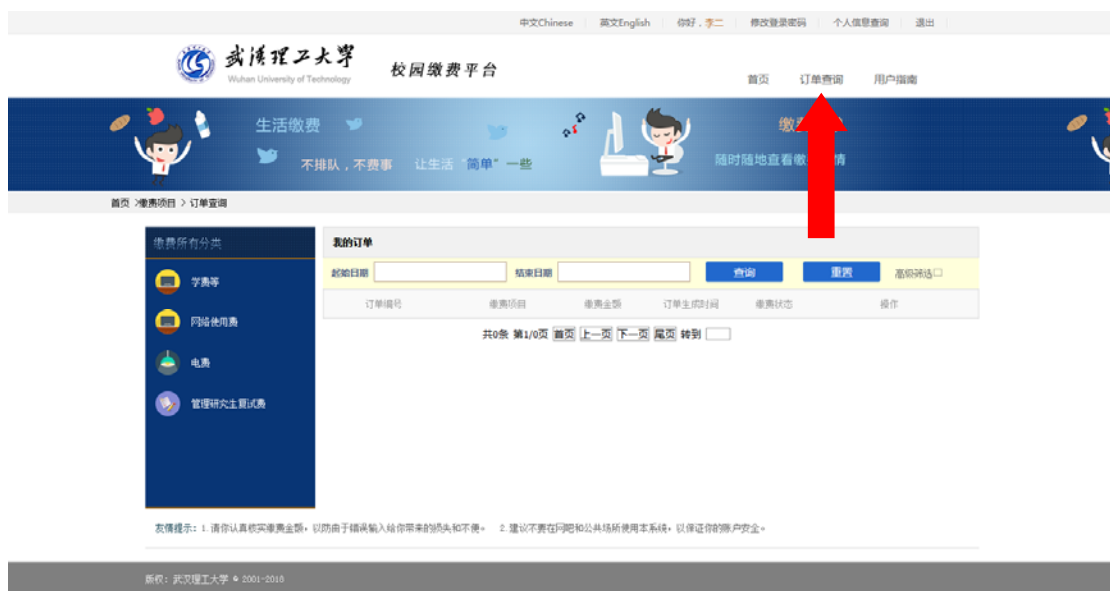 中文Chinese 英文English 你好，李二 修改登录密码 个人信息查询 退出
武汉理工大学
Wuhan University of Technology
校园缴费平台
首页 订单查询 用户指南
生活缴费
不排队，不费事 让生活“简单”一些
随时随地查看缴
情
首页 >缴费项目 > 订单查询
缴费所有分类
学费等
网络使用费
电费
管理研究生复试费
我的订单
起始日期 结束日期 查询 重置 高级筛选
订单编号 缴费项目 缴费金额 订单生成时间 缴费状态 操作
共0条 第1/0页 首页 上一页 下一页 尾页 转到
友情提示: 1. 请你认真核实缴费金额，以防由于错误输入给你带来的损失和不便。 2. 建议不要在网吧和公共场所使用本系统，以保证你的账户安全。
版权: 武汉理工大学 © 2001-2018